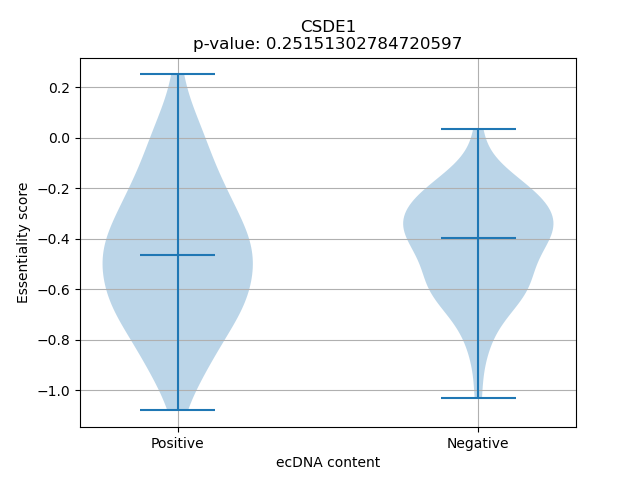 CSDE1
p-value: 0.25151302784720597
0.2
0.0
−0.2
−0.4
−0.6
−0.8
−1.0
Essentiality score
Positive
Negative
ecDNA content